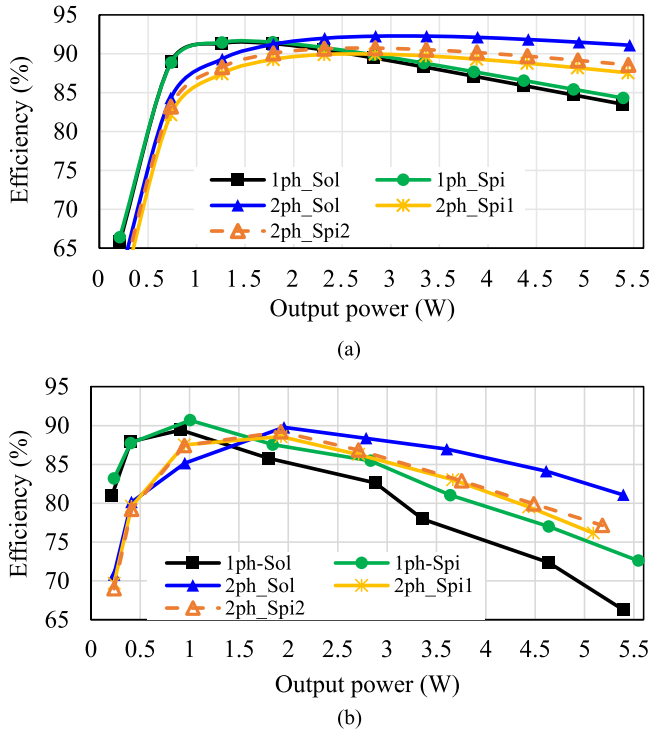 95
90
85
80
75
70
65
Efficiency (%)
1ph_Sol 1ph_Spi
2ph_Sol 2ph_Spi1
2ph_Spi2
0 0.5 1 1.5 2 2.5 3 3.5 4 4.5 5 5.5
Output power (W)
(a)
95
90
85
80
75
70
65
Efficiency (%)
1ph-Sol 1ph-Spi
2ph_Sol 2ph_Spi1
2ph_Spi2
0 0.5 1 1.5 2 2.5 3 3.5 4 4.5 5 5.5
Output power (W)
(b)